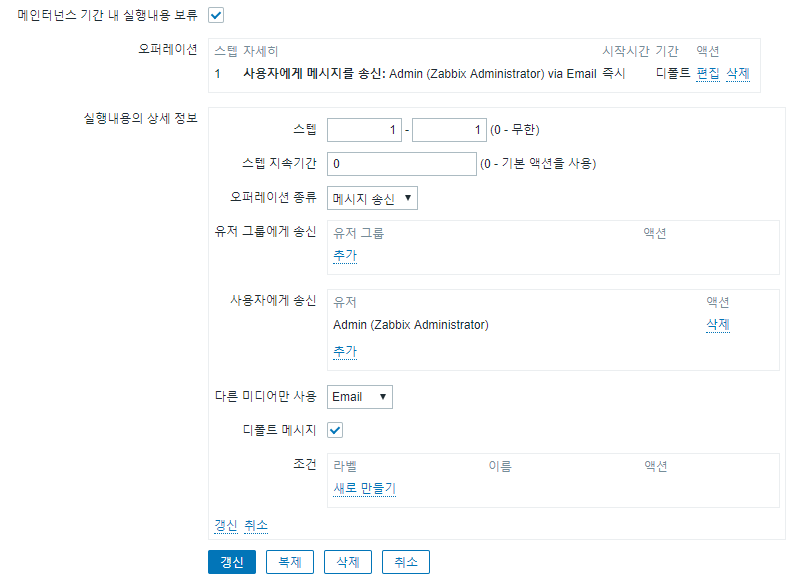 메인터넌스 기간 내 실행내용 보류
오퍼레이션 스텝 자세히 시작시간 기간 액션
1 사용자에게 메시지를 송신: Admin (Zabbix Administrator) via Email 즉시 디폴트 편집 삭제
실행내용의 상세 정보
스텝 1 - 1 (0 - 무한)
스텝 지속기간 0 (0 - 기본 액션을 사용)
오퍼레이션 종류 메시지 송신
유저 그룹에게 송신 유저 그룹 액션
추가
사용자에게 송신 유저 액션
Admin (Zabbix Administrator) 삭제
추가
다른 미디어만 사용 Email
디폴트 메시지
조건 라벨 이름 액션
새로 만들기
갱신 취소
갱신 복제 삭제 취소